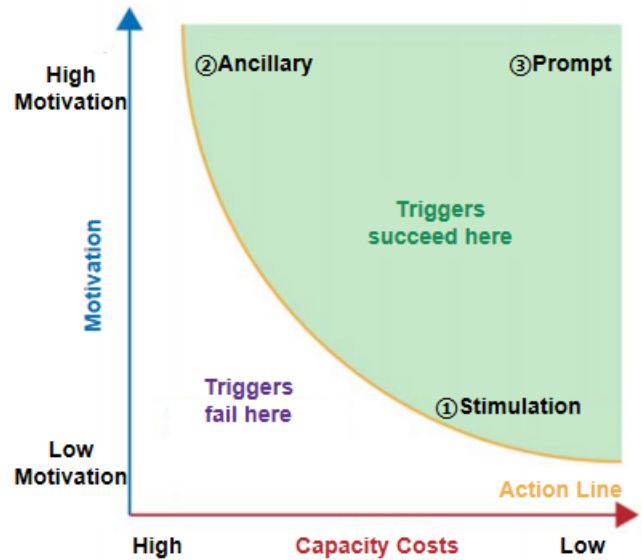 ②Ancillary
③Prompt
High
Motivation
Triggers
succeed here
Motivation
Triggers
fail here
①Stimulation
Low
Motivation
Action Line
High
Capacity Costs
Low